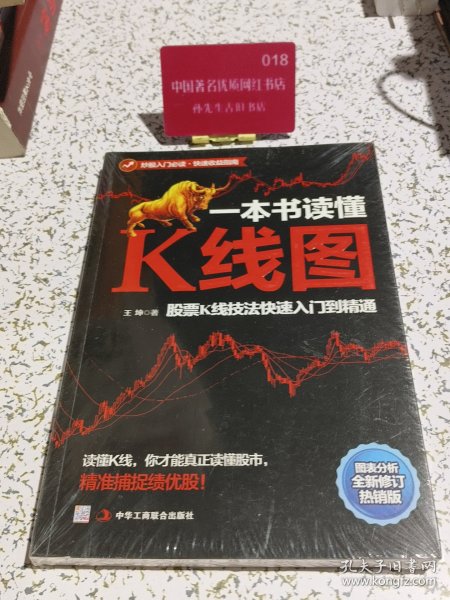 018
中国著名优质网红书店
孙先生古旧书店
炒股入门必读·快速收益指南
一本书读懂
K线图
王坤◎著
股票K线技法快速入门到精通
读懂K线，你才能真正读懂股市，
精准捕捉绩优股！
图表分析
全新修订
热销版
中华工商联合出版社
孔夫子旧书网
www.kongfz.com